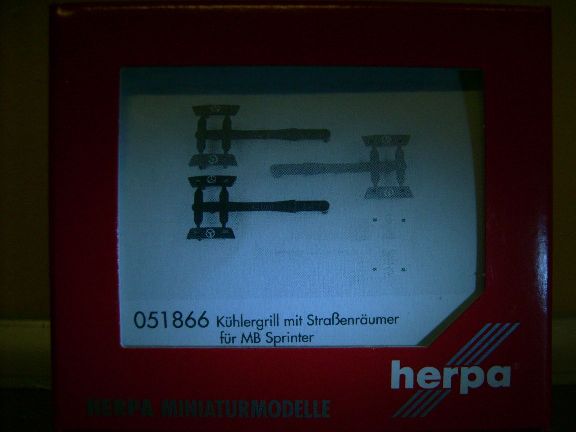 051866 Kühlergrill mit Straßenräumer
für MB Sprinter
herpa
HERPA MINIATURMODELLE